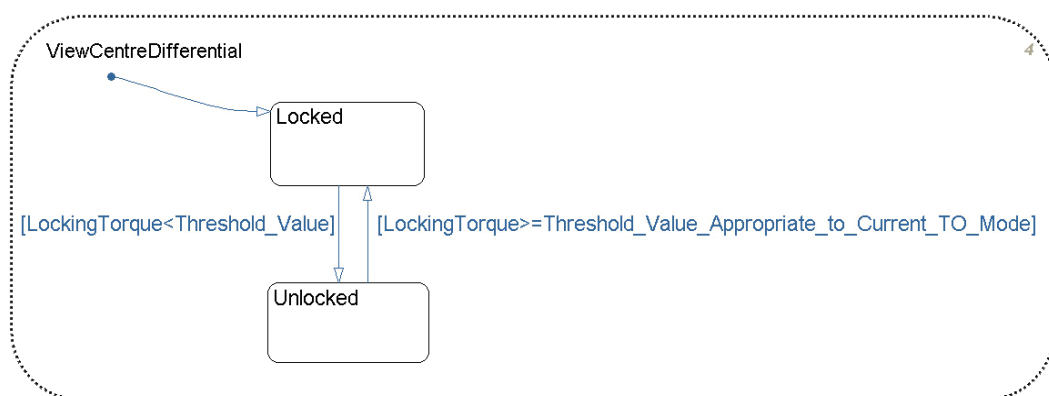 ViewCentreDifferential
4
Locked
[LockingTorque<Threshold_Value]
[LockingTorque>=Threshold_Value_Appropriate_to_Current_TO_Mode]
Unlocked